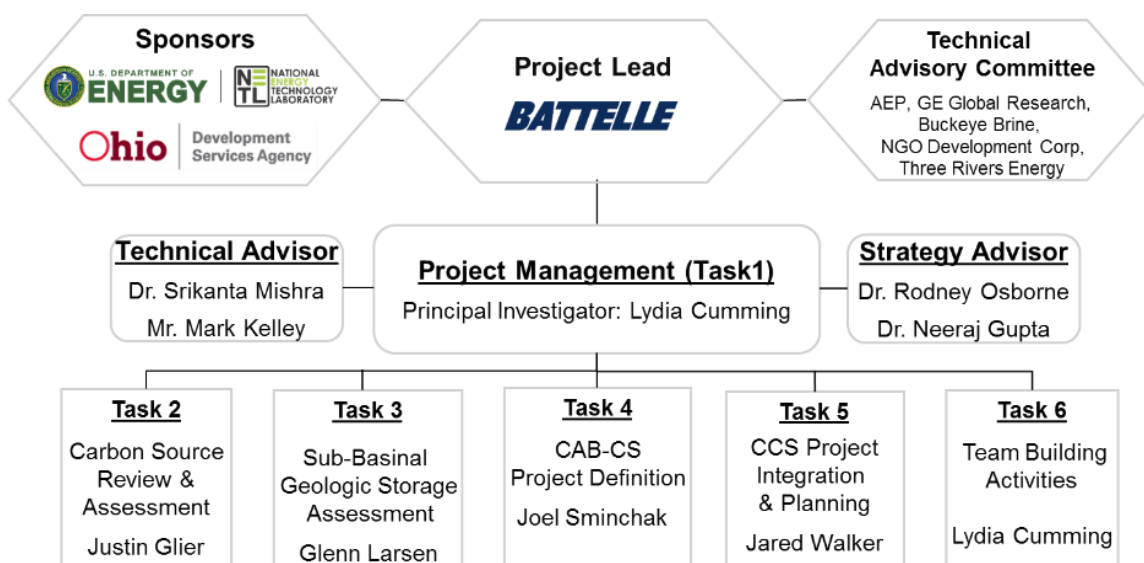 Sponsors
U.S. DEPARTMENT OF
ENERGY
NETL
NATIONAL
ENERGY
TECHNOLOGY
LABORATORY
Ohio
Development
Services Agency
Project Lead
BATTELLE
Technical
Advisory Committee
AEP, GE Global Research,
Buckeye Brine,
NGO Development Corp,
Three Rivers Energy
Technical Advisor
Dr. Srikanta Mishra
Mr. Mark Kelley
Project Management (Task1)
Principal Investigator: Lydia Cumming
Strategy Advisor
Dr. Rodney Osborne
Dr. Neeraj Gupta
Task 2
Carbon Source
Review &
Assessment
Justin Glier
Task 3
Sub-Basinal
Geologic Storage
Assessment
Glenn Larsen
Task 4
CAB-CS
Project Definition
Joel Sminchak
Task 5
CCS Project
Integration
& Planning
Jared Walker
Task 6
Team Building
Activities
Lydia Cumming